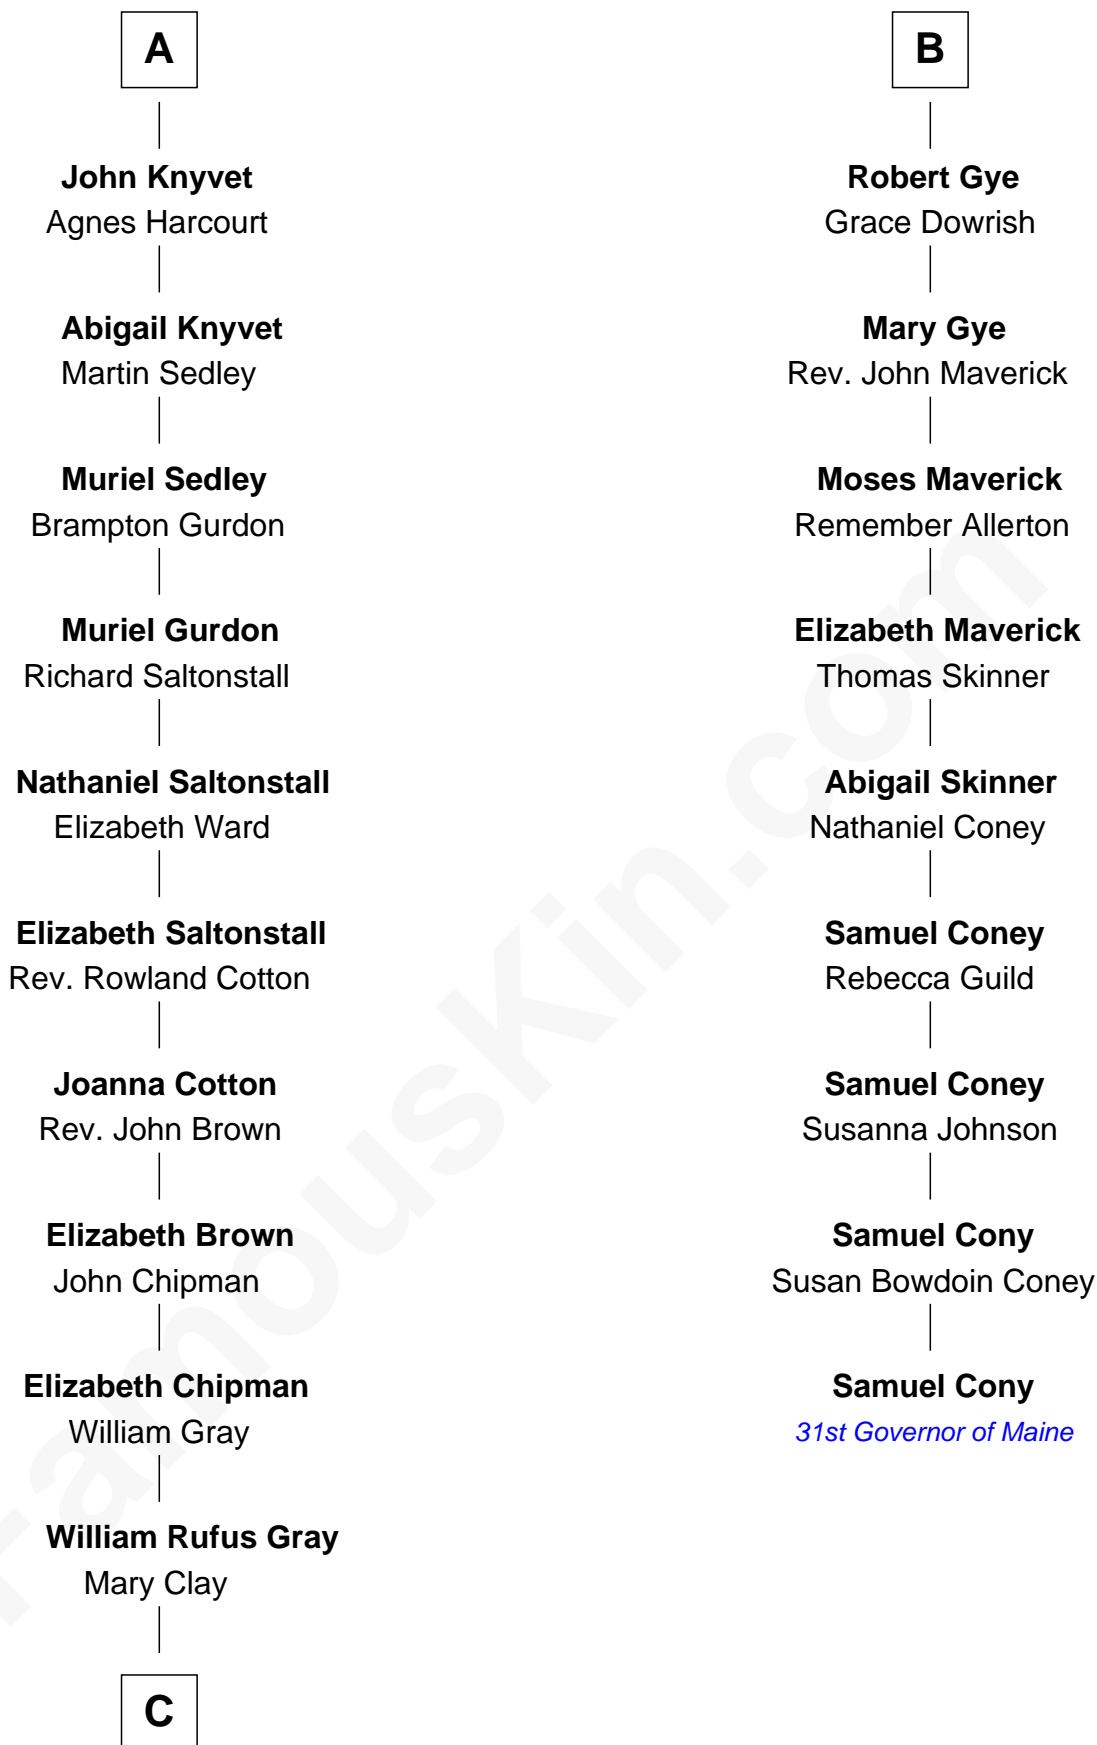 A
John Knyvet
Agnes Harcourt
Abigail Knyvet
Martin Sedley
Muriel Sedley
Brampton Gurdon
Muriel Gurdon
Richard Saltonstall
Nathaniel Saltonstall
Elizabeth Ward
Elizabeth Saltonstall
Rev. Rowland Cotton
Joanna Cotton
Rev. John Brown
Elizabeth Brown
John Chipman
Elizabeth Chipman
William Gray
William Rufus Gray
Mary Clay
C
B
Robert Gye
Grace Dowrish
Mary Gye
Rev. John Maverick
Moses Maverick
Remember Allerton
Elizabeth Maverick
Thomas Skinner
Abigail Skinner
Nathaniel Coney
Samuel Coney
Rebecca Guild
Samuel Coney
Susanna Johnson
Samuel Cony
Susan Bowdoin Coney
Samuel Cony
31st Governor of Maine
FamousKin.com